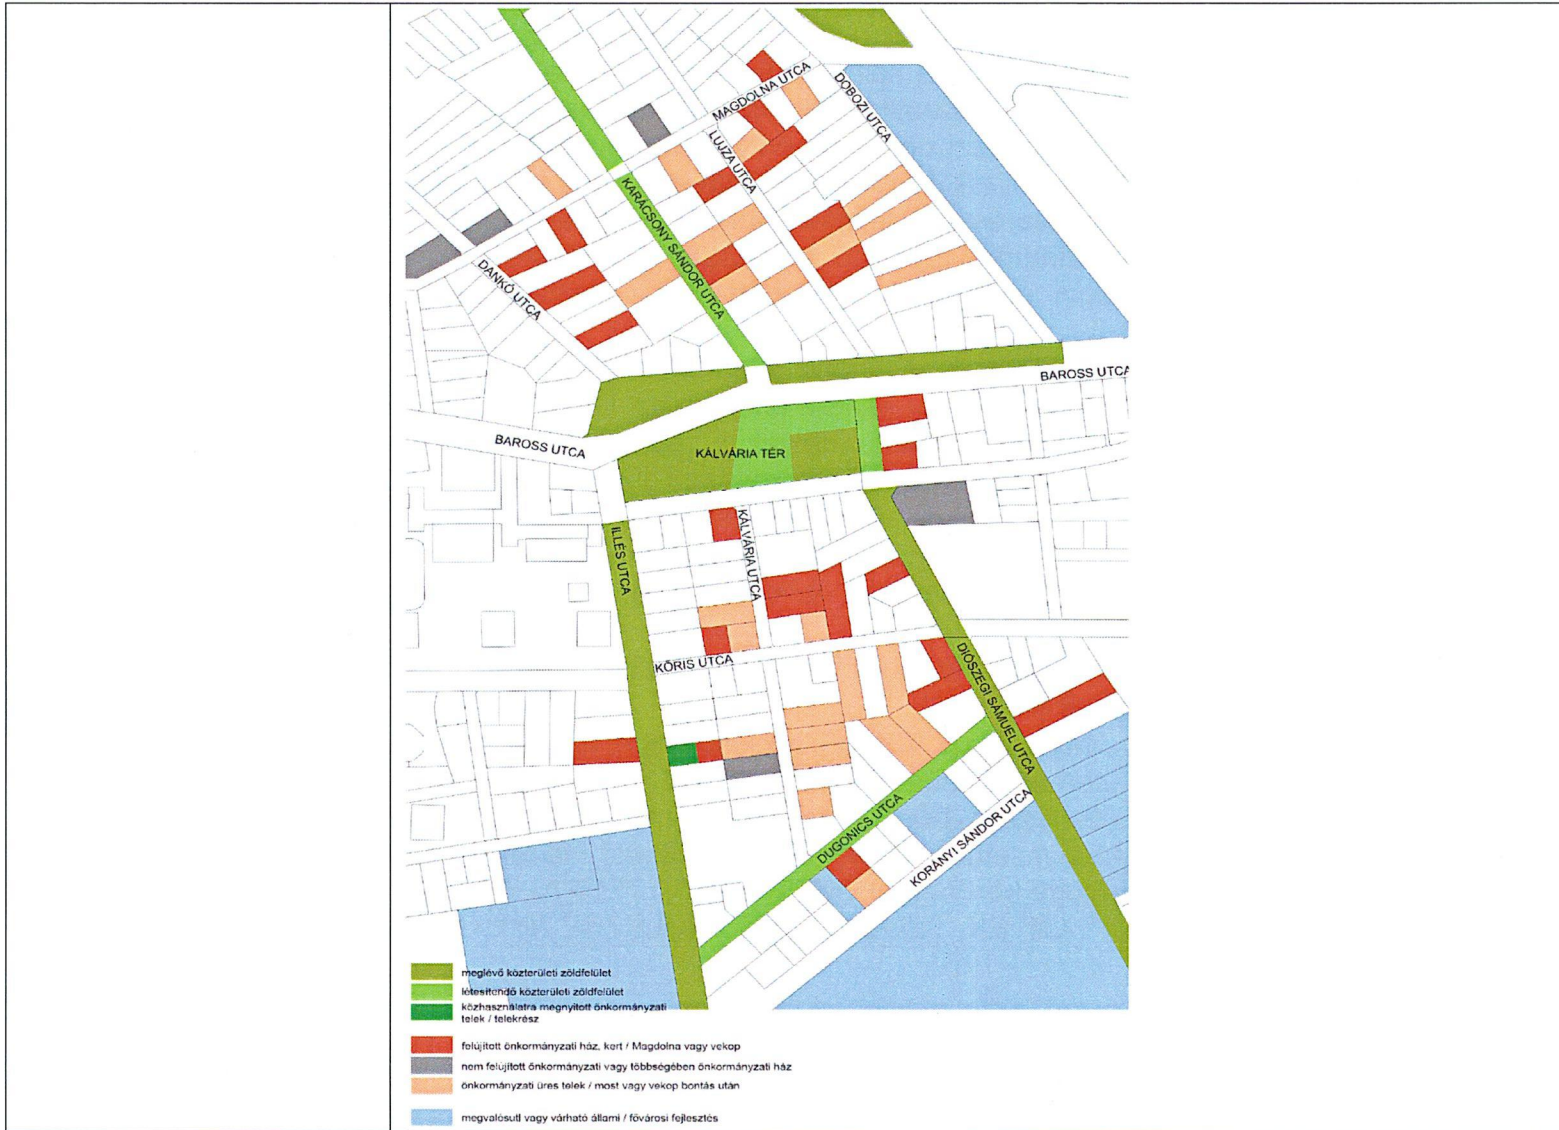 MAGDOLNA UTCA
DOBOZI UTCA
LUJZA UTCA
KARÁCSONY SÁNDOR UTCA
DANKÓ UTCA
BAROSS UTCA
BAROSS UTCA
KÁLVÁRIA TÉR
KÁLVÁRIA UTCA
ILLÉS UTCA
KŐRIS UTCA
DIÓSZEGI SÁMUEL UTCA
DUGONICS UTCA
KORÁNYI SÁNDOR UTCA
meglévő közterületi zöldfelület
létesítendő közterületi zöldfelület
közhasználatra megnyitott önkormányzati
telek / telekrész
felújított önkormányzati ház, kert / Magdolna vagy vekop
nem felújított önkormányzati vagy többségében önkormányzati ház
önkormányzati üres telek / most vagy vekop bontás után
megvalósutl vagy várható állami / fővárosi fejlesztés